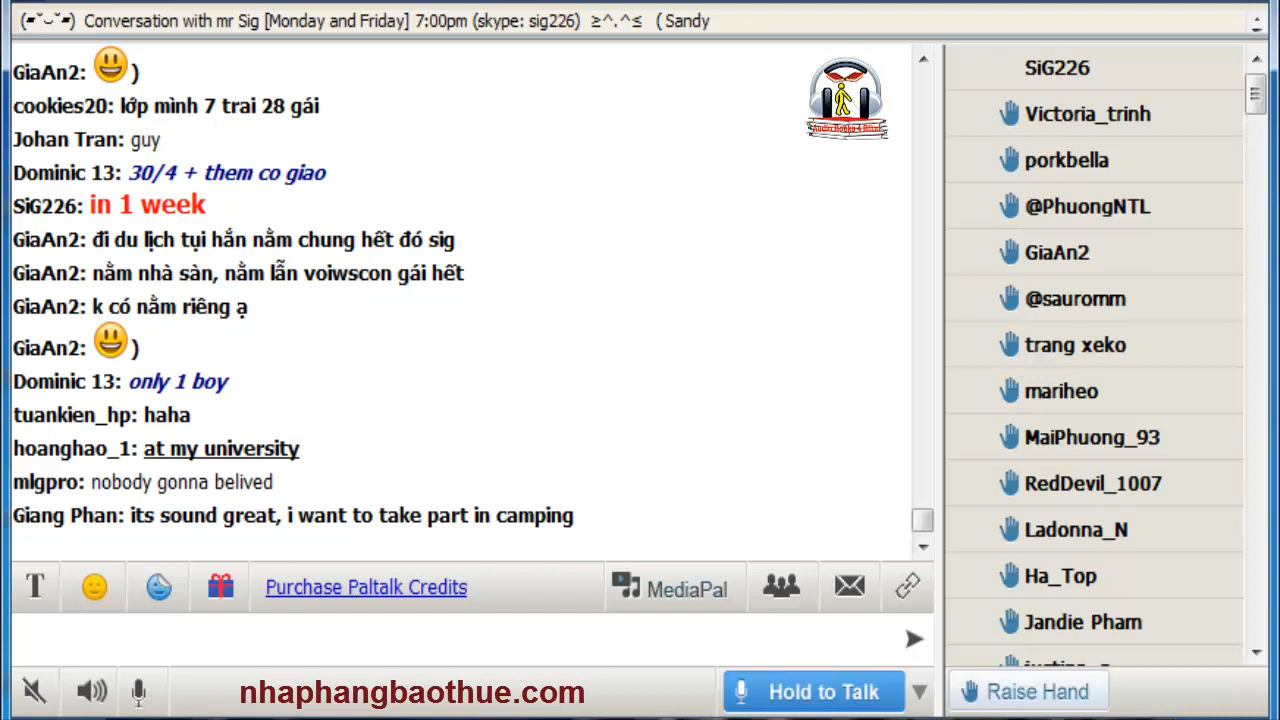 (▰˘◡˘▰) Conversation with mr Sig [Monday and Friday] 7:00pm (skype: sig226) ≥^.^≤ ( Sandy
GiaAn2: )
cookies20: lớp mình 7 trai 28 gái
Johan Tran: guy
Dominic 13: 30/4 + them co giao
SiG226: in 1 week
GiaAn2: đi du lịch tụi hắn nằm chung hết đó sig
GiaAn2: nằm nhà sàn, nằm lẫn voiwscon gái hết
GiaAn2: k có nằm riêng ạ
GiaAn2: )
Dominic 13: only 1 boy
tuankien_hp: haha
hoanghao_1: at my university
mlgpro: nobody gonna belived
Giang Phan: its sound great, i want to take part in camping
Audio Books 4 Blind
T
Purchase Paltalk Credits
MediaPal
nhaphangbaothue.com
Hold to Talk
SiG226
Victoria_trinh
porkbella
@PhuongNTL
GiaAn2
@sauromm
trang xeko
mariheo
MaiPhuong_93
RedDevil_1007
Ladonna_N
Ha_Top
Jandie Pham
Raise Hand